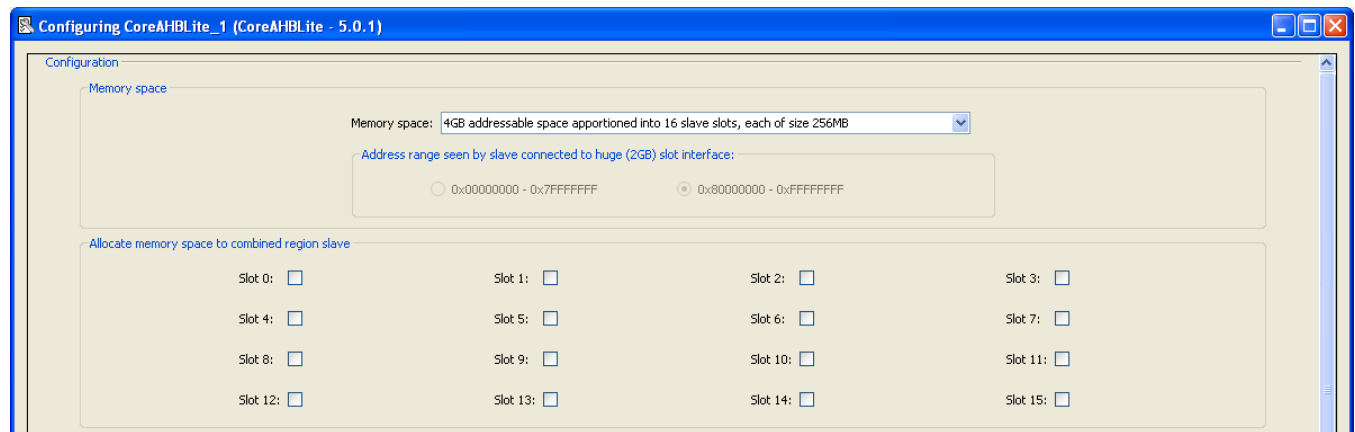 Configuring CoreAHBLite_1 (CoreAHBLite - 5.0.1)
Configuration
Memory space
Memory space: 4GB addressable space apportioned into 16 slave slots, each of size 256MB
Address range seen by slave connected to huge (2GB) slot interface:
0x00000000 - 0x7FFFFFFF 0x80000000 - 0xFFFFFFFF
Allocate memory space to combined region slave
Slot 0: Slot 1: Slot 2: Slot 3:
Slot 4: Slot 5: Slot 6: Slot 7:
Slot 8: Slot 9: Slot 10: Slot 11:
Slot 12: Slot 13: Slot 14: Slot 15: